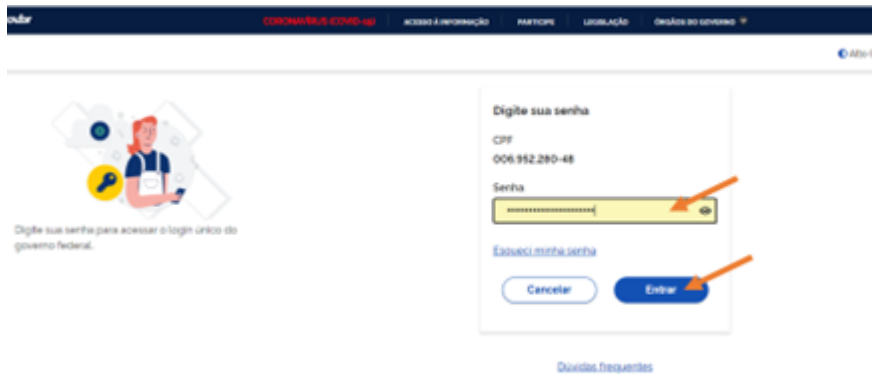 CORONAVÍRUS (COVID-19) ACESSO À INFORMAÇÃO PARTICIPE LEGISLAÇÃO ÓRGÃOS DO GOVERNO
Digite sua senha
CPF
006.952.280-48
Senha
Digite sua senha para acessar o login único do
governo federal.
Esqueci minha senha
Cancelar Entrar
Dúvidas frequentes